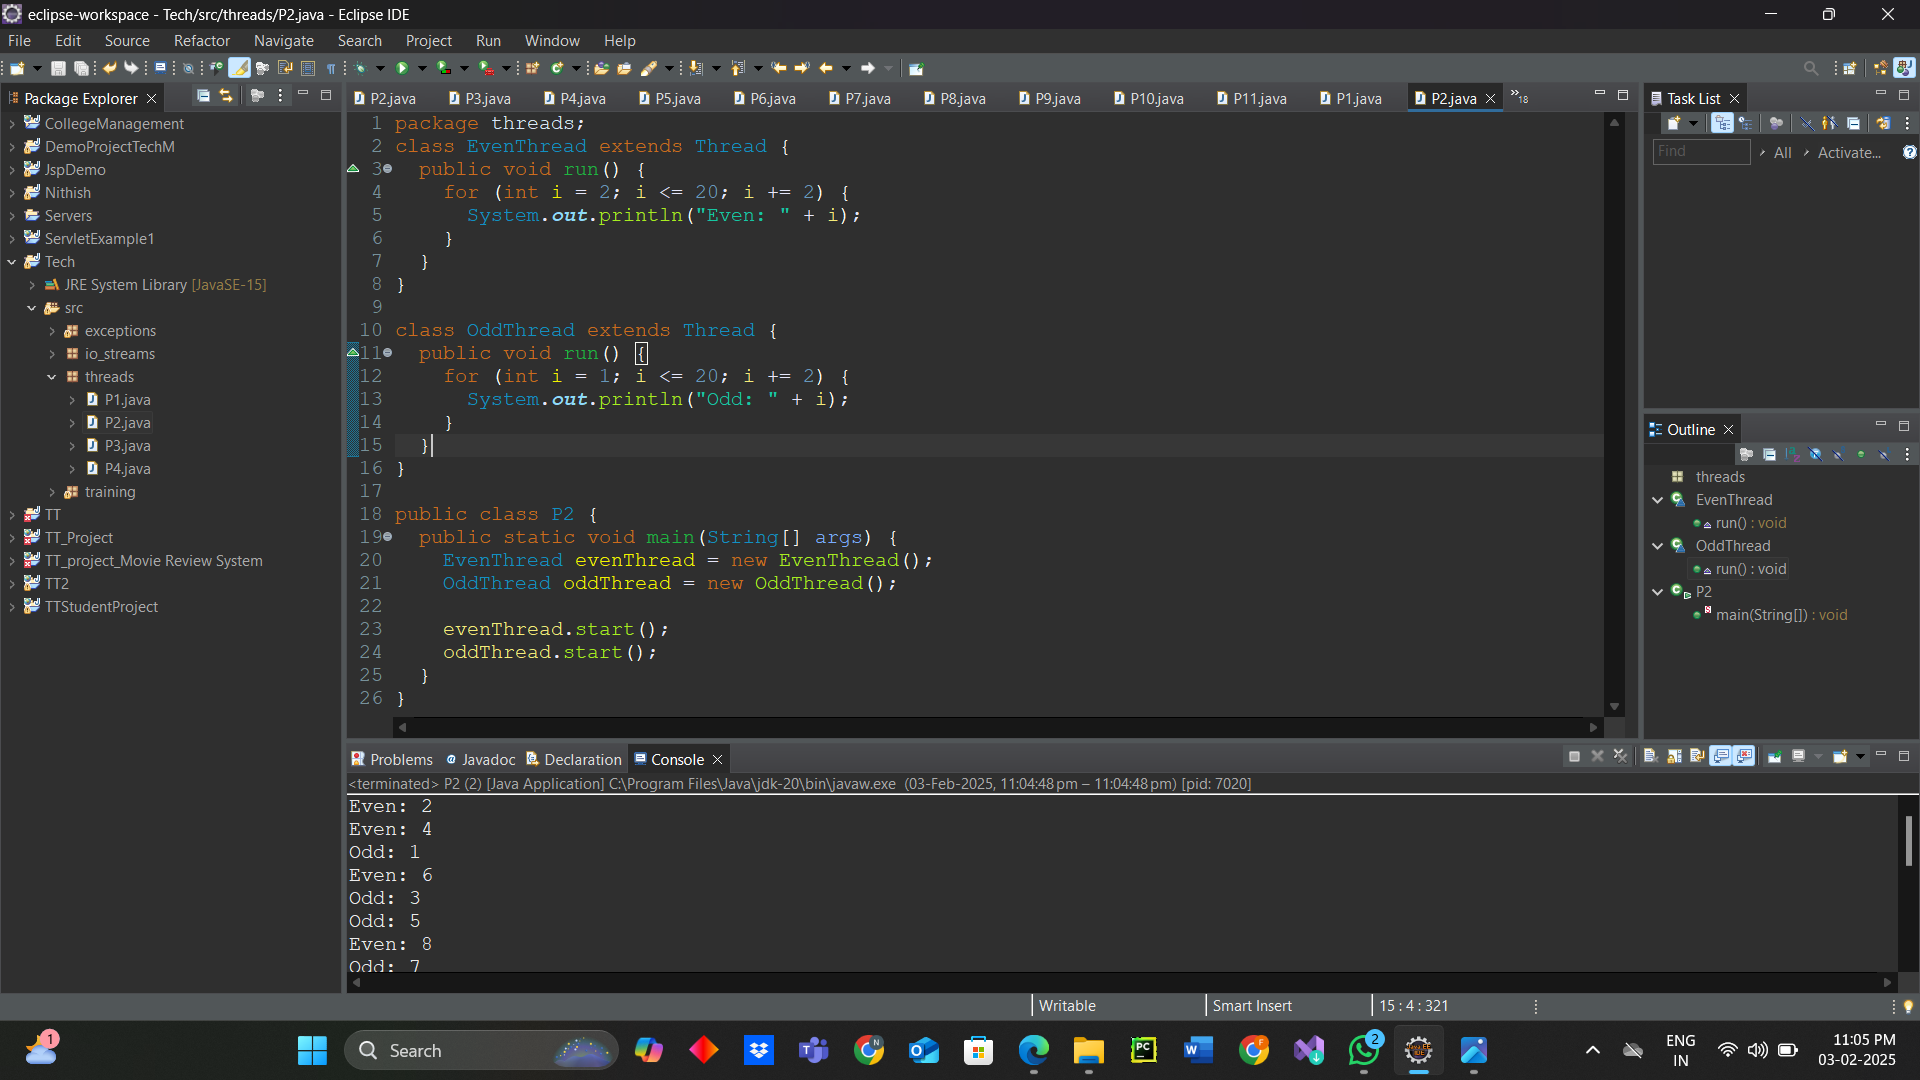 eclipse-workspace - Tech/src/threads/P2.java - Eclipse IDE
File Edit Source Refactor Navigate Search Project Run Window Help
Package Explorer
CollegeManagement
DemoProjectTechM
JspDemo
Nithish
Servers
ServletExample1
Tech
JRE System Library [JavaSE-15]
src
exceptions
io_streams
threads
P1.java
P2.java
P3.java
P4.java
training
TT
TT_Project
TT_project_Movie Review System
TT2
TTStudentProject
P2.java P3.java P4.java P5.java P6.java P7.java P8.java P9.java P10.java P11.java P1.java P2.java »18
1 package threads;
2 class EvenThread extends Thread {
3 public void run() {
4 for (int i = 2; i <= 20; i += 2) {
5 System.out.println("Even: " + i);
6 }
7 }
8 }
9
10 class OddThread extends Thread {
11 public void run() {
12 for (int i = 1; i <= 20; i += 2) {
13 System.out.println("Odd: " + i);
14 }
15 }
16 }
17
18 public class P2 {
19 public static void main(String[] args) {
20 EvenThread evenThread = new EvenThread();
21 OddThread oddThread = new OddThread();
22
23 evenThread.start();
24 oddThread.start();
25 }
26 }
Task List
Find All Activate...
Outline
threads
EvenThread
run() : void
OddThread
run() : void
P2
main(String[]) : void
Problems Javadoc Declaration Console
<terminated> P2 (2) [Java Application] C:\Program Files\Java\jdk-20\bin\javaw.exe (03-Feb-2025, 11:04:48 pm – 11:04:48 pm) [pid: 7020]
Even: 2
Even: 4
Odd: 1
Even: 6
Odd: 3
Odd: 5
Even: 8
Odd: 7
Writable Smart Insert 15 : 4 : 321
1
Search
2
ENG
IN
11:05 PM
03-02-2025